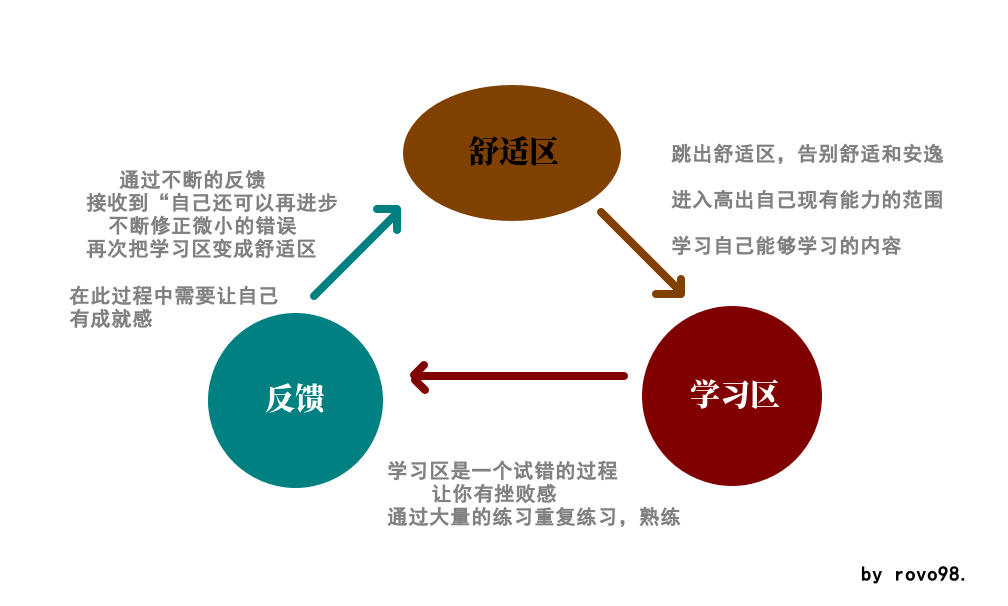 舒适区
跳出舒适区，告别舒适和安逸
进入高出自己现有能力的范围
学习自己能够学习的内容
通过不断的反馈
接收到“自己还可以再进步
不断修正微小的错误
再次把学习区变成舒适区
在此过程中需要让自己
有成就感
反馈
学习区
学习区是一个试错的过程
让你有挫败感
通过大量的练习重复练习，熟练
by rovo98.